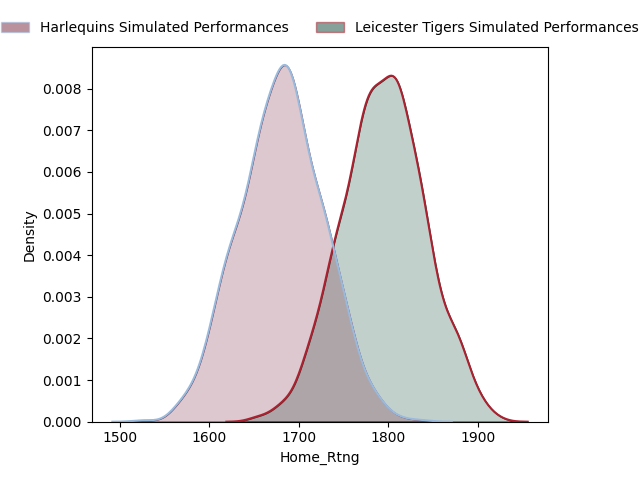 Harlequins Simulated Performances Leicester Tigers Simulated Performances
0.008
0.007
0.006
0.005
0.004
0.003
0.002
0.001
0.000
Density
1500 1600 1700 1800 1900
Home_Rtng